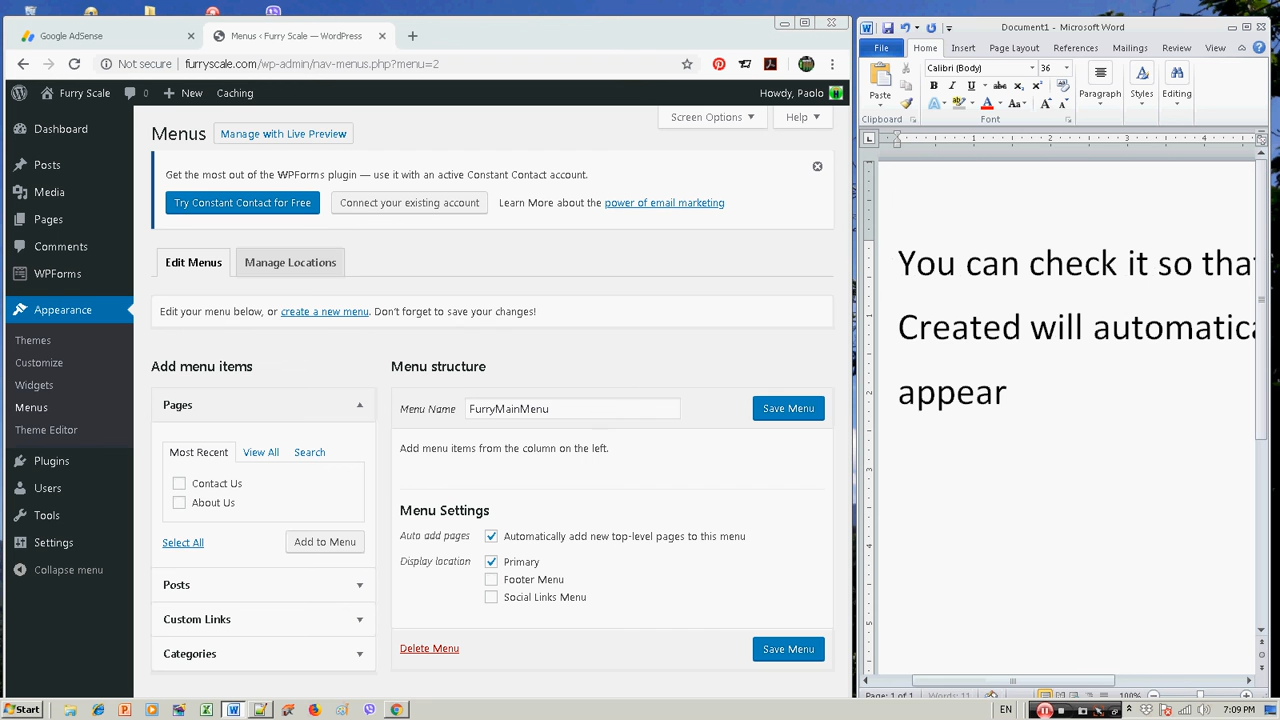 Google AdSense
Menus ‹ Furry Scale — WordPress
Document1 - Microsoft Word
File
Home
Insert
Page Layout
References
Mailings
Review
View
Not secure
furryscale.com/wp-admin/nav-menus.php?menu=2
Calibri (Body)
36
Paste
Paragraph
Styles
Editing
Clipboard
Font
Furry Scale
0
New
Caching
Howdy, Paolo
Dashboard
Posts
Media
Pages
Comments
WPForms
Appearance
Themes
Customize
Widgets
Menus
Theme Editor
Plugins
Users
Tools
Settings
Collapse menu
Menus
Manage with Live Preview
Screen Options
Help
Get the most out of the WPForms plugin — use it with an active Constant Contact account.
Try Constant Contact for Free
Connect your existing account
Learn More about the power of email marketing
Edit Menus
Manage Locations
Edit your menu below, or create a new menu. Don't forget to save your changes!
Add menu items
Pages
Most Recent
View All
Search
Contact Us
About Us
Select All
Add to Menu
Posts
Custom Links
Categories
Menu structure
Menu Name
FurryMainMenu
Save Menu
Add menu items from the column on the left.
Menu Settings
Auto add pages
Automatically add new top-level pages to this menu
Display location
Primary
Footer Menu
Social Links Menu
Delete Menu
Save Menu
You can check it so that
Created will automatica
appear
Page: 1 of 1
Words: 11
100%
Start
EN
7:09 PM